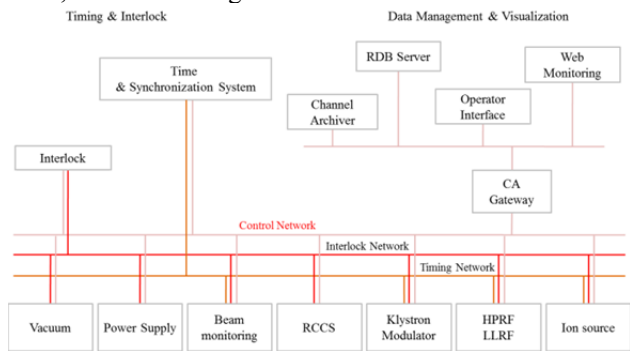 Timing & Interlock
Data Management & Visualization
RDB Server
Web
Monitoring
Time
& Synchronization System
Channel
Archiver
Operator
Interface
Interlock
CA
Gateway
Control Network
Interlock Network
Timing Network
Vacuum
Power Supply
Beam
monitoring
RCCS
Klystron
Modulator
HPRF
LLRF
Ion source